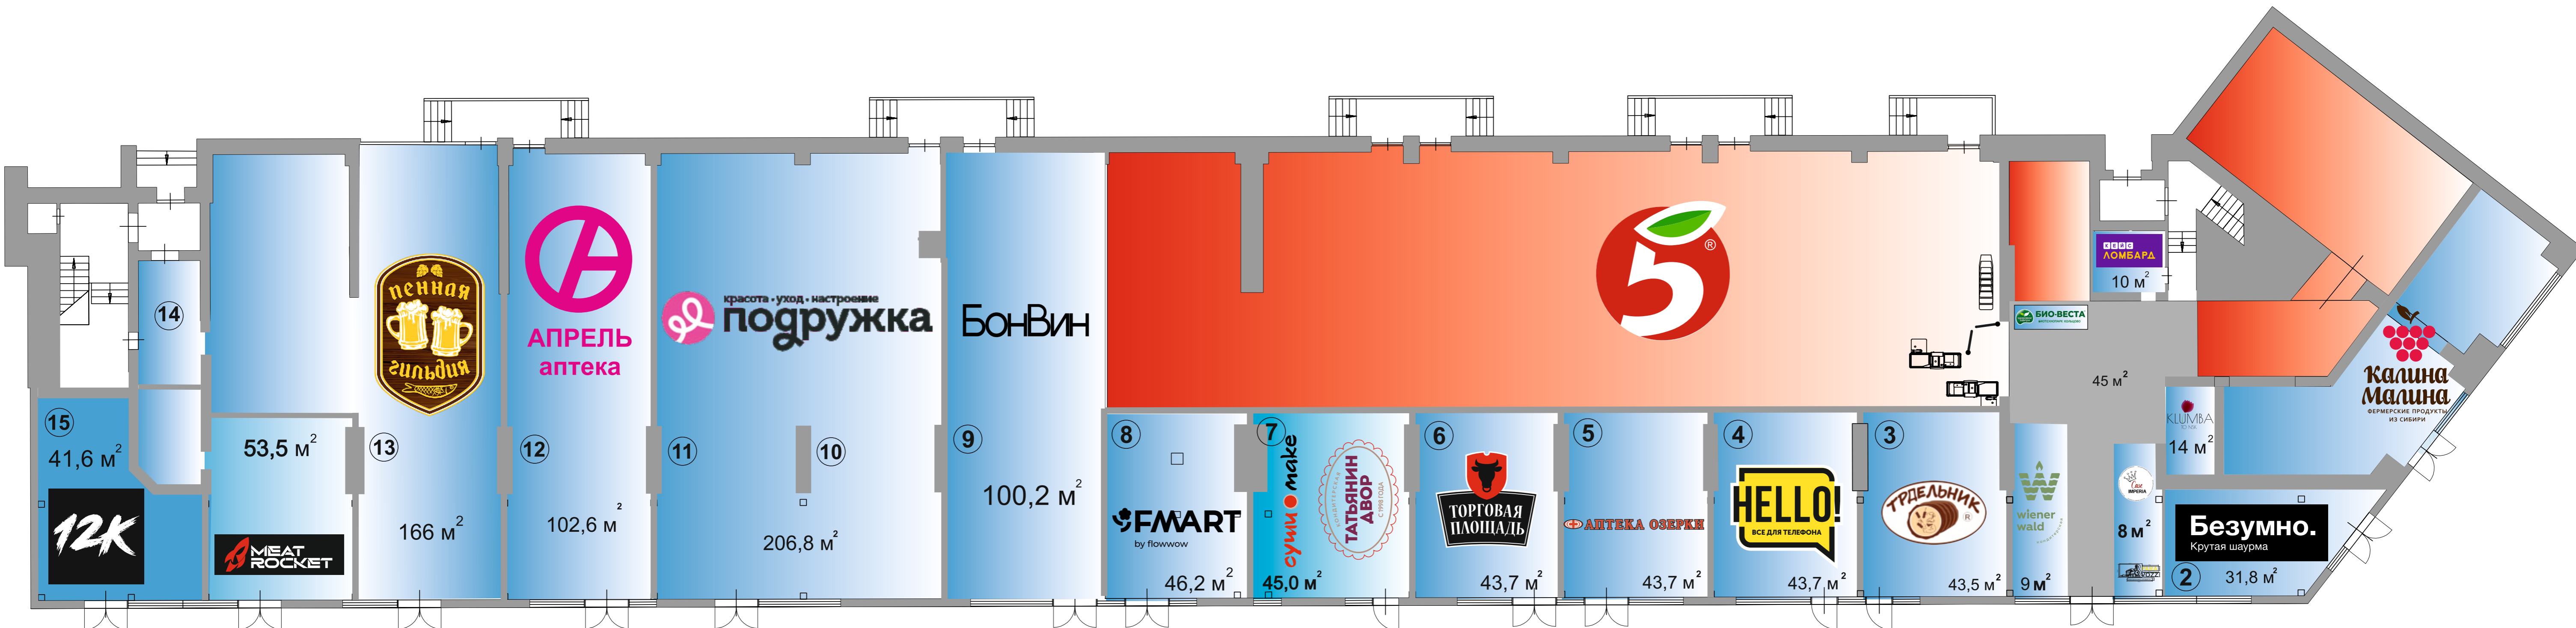 14
15
41,6 м²
12K
53,5 м²
MEAT
ROCKET
пенная
гильдия
13
166 м²
АПРЕЛЬ
аптека
12
102,6 м²
красота • уход • настроение
подружка
11
10
206,8 м²
БонВин
9
100,2 м²
5
®
8
FMART
by flowwow
46,2 м²
7
суши make
КОНДИТЕРСКАЯ
ТАТЬЯНИН
ДВОР
С 1998 ГОДА
45,0 м²
6
ТОРГОВАЯ
ПЛОЩАДЬ
43,7 м²
5
АПТЕКА ОЗЕРКИ
43,7 м²
4
HELLO!
ВСЕ ДЛЯ ТЕЛЕФОНА
43,7 м²
3
ТРДЕЛЬНИК
®
43,5 м²
КЕЙС
ЛОМБАРД
10 м²
БИО-ВЕСТА
45 м²
wiener
wald
9 м²
KLUMBA
14 м²
IMPERIA
8 м²
Калина
Малина
ФЕРМЕРСКИЕ ПРОДУКТЫ
ИЗ СИБИРИ
Безумно.
Крутая шаурма
2
31,8 м²